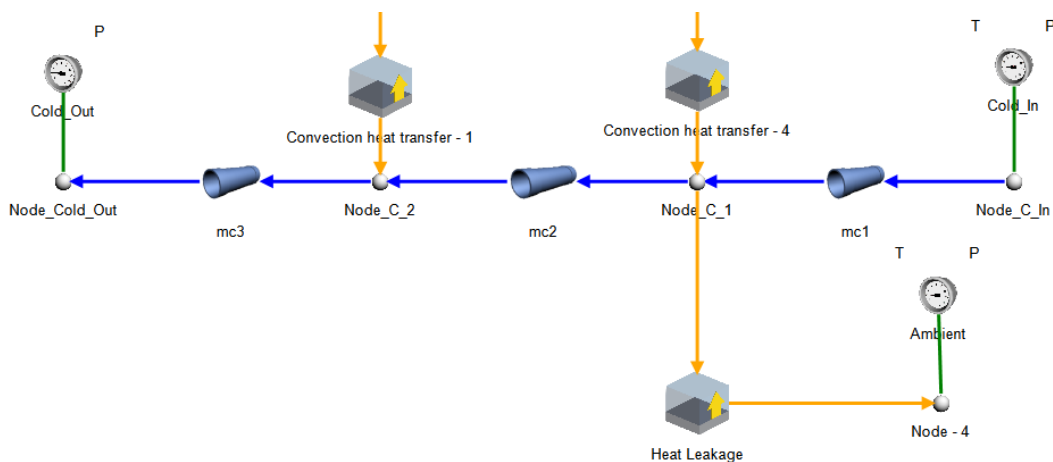 P
T
P
Cold_Out
Cold_In
Convection heat transfer - 1
Convection heat transfer - 4
Node_Cold_Out
Node_C_2
Node_C_1
Node_C_In
mc3
mc2
mc1
T
P
Ambient
Node - 4
Heat Leakage